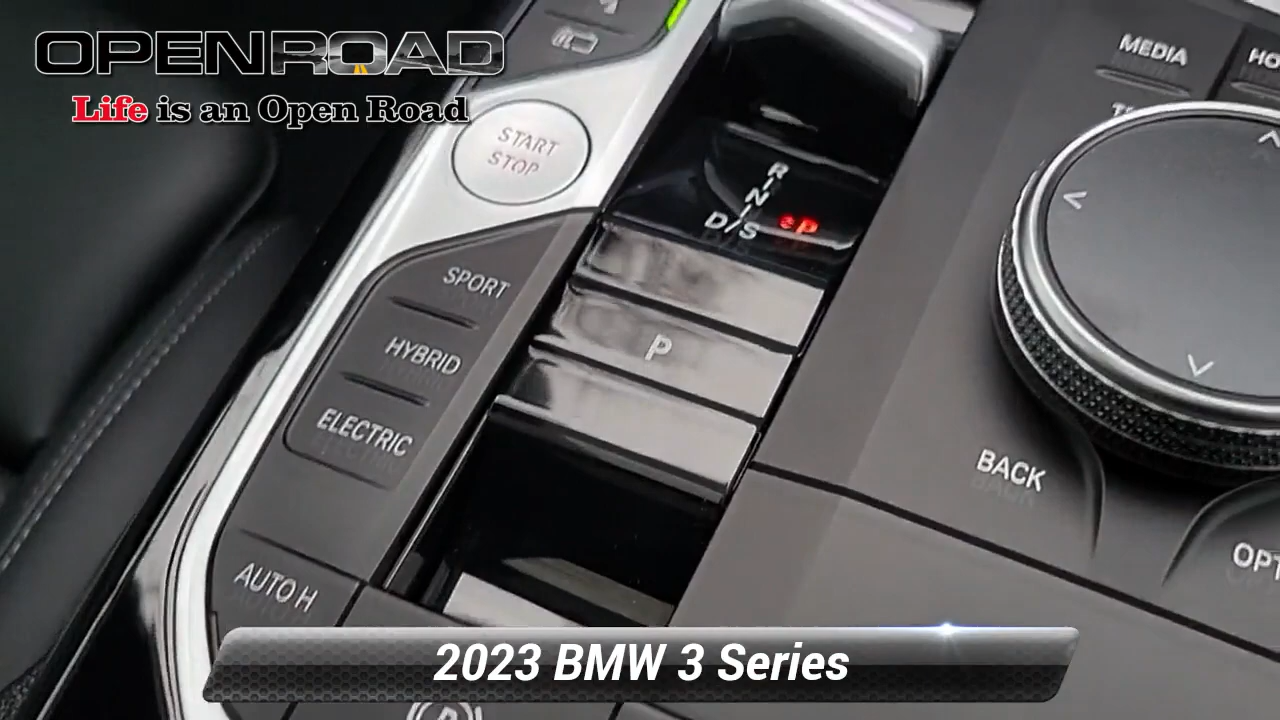 OPENROAD
Life is an Open Road
START
STOP
R
N
D/S
P
SPORT
HYBRID
ELECTRIC
P
AUTO H
MEDIA
BACK
2023 BMW 3 Series